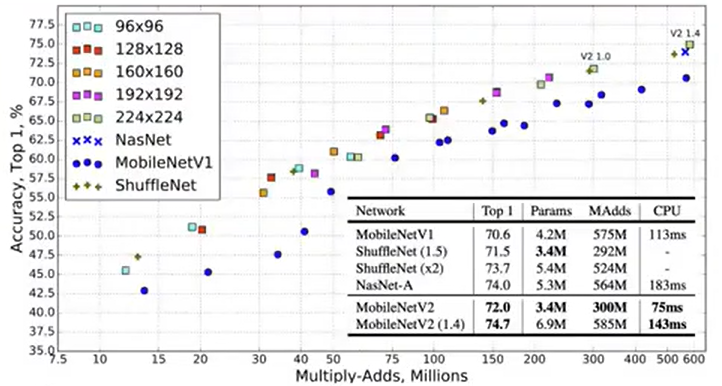 77.5
75.0
72.5
70.0
67.5
65.0
62.5
60.0
57.5
55.0
52.5
50.0
47.5
45.0
42.5
40.0
37.5
35.0
Accuracy, Top 1, %
96x96
128x128
160x160
192x192
224x224
NasNet
MobileNetV1
ShuffleNet
V2 1.0
V2 1.4
Network Top 1 Params MAdds CPU
MobileNetV1 70.6 4.2M 575M 113ms
ShuffleNet (1.5) 71.5 3.4M 292M -
ShuffleNet (x2) 73.7 5.4M 524M -
NasNet-A 74.0 5.3M 564M 183ms
MobileNetV2 72.0 3.4M 300M 75ms
MobileNetV2 (1.4) 74.7 6.9M 585M 143ms
7.5 10 15 20 30 40 50 75 100 150 200 300 400 500 600
Multiply-Adds, Millions